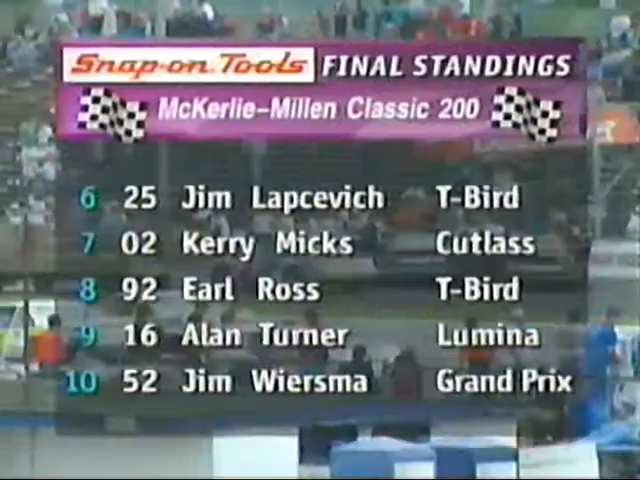 Snap-on Tools FINAL STANDINGS
McKerlie-Millen Classic 200
6 25 Jim Lapcevich T-Bird
7 02 Kerry Micks Cutlass
8 92 Earl Ross T-Bird
9 16 Alan Turner Lumina
10 52 Jim Wiersma Grand Prix